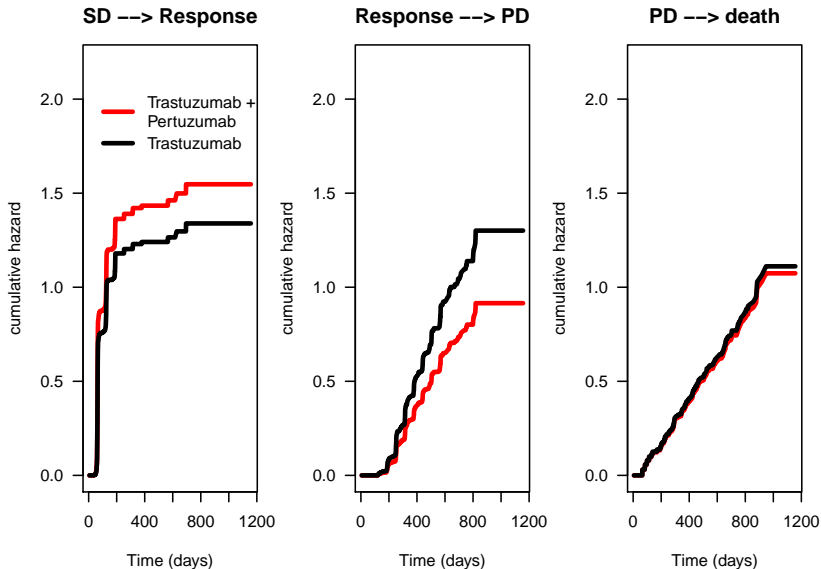 SD −−> Response
cumulative hazard
2.0
1.5
1.0
0.5
0.0
Trastuzumab +
Pertuzumab
Trastuzumab
0
400
800
1200
Time (days)
Response −−> PD
cumulative hazard
2.0
1.5
1.0
0.5
0.0
0
400
800
1200
Time (days)
PD −−> death
cumulative hazard
2.0
1.5
1.0
0.5
0.0
0
400
800
1200
Time (days)